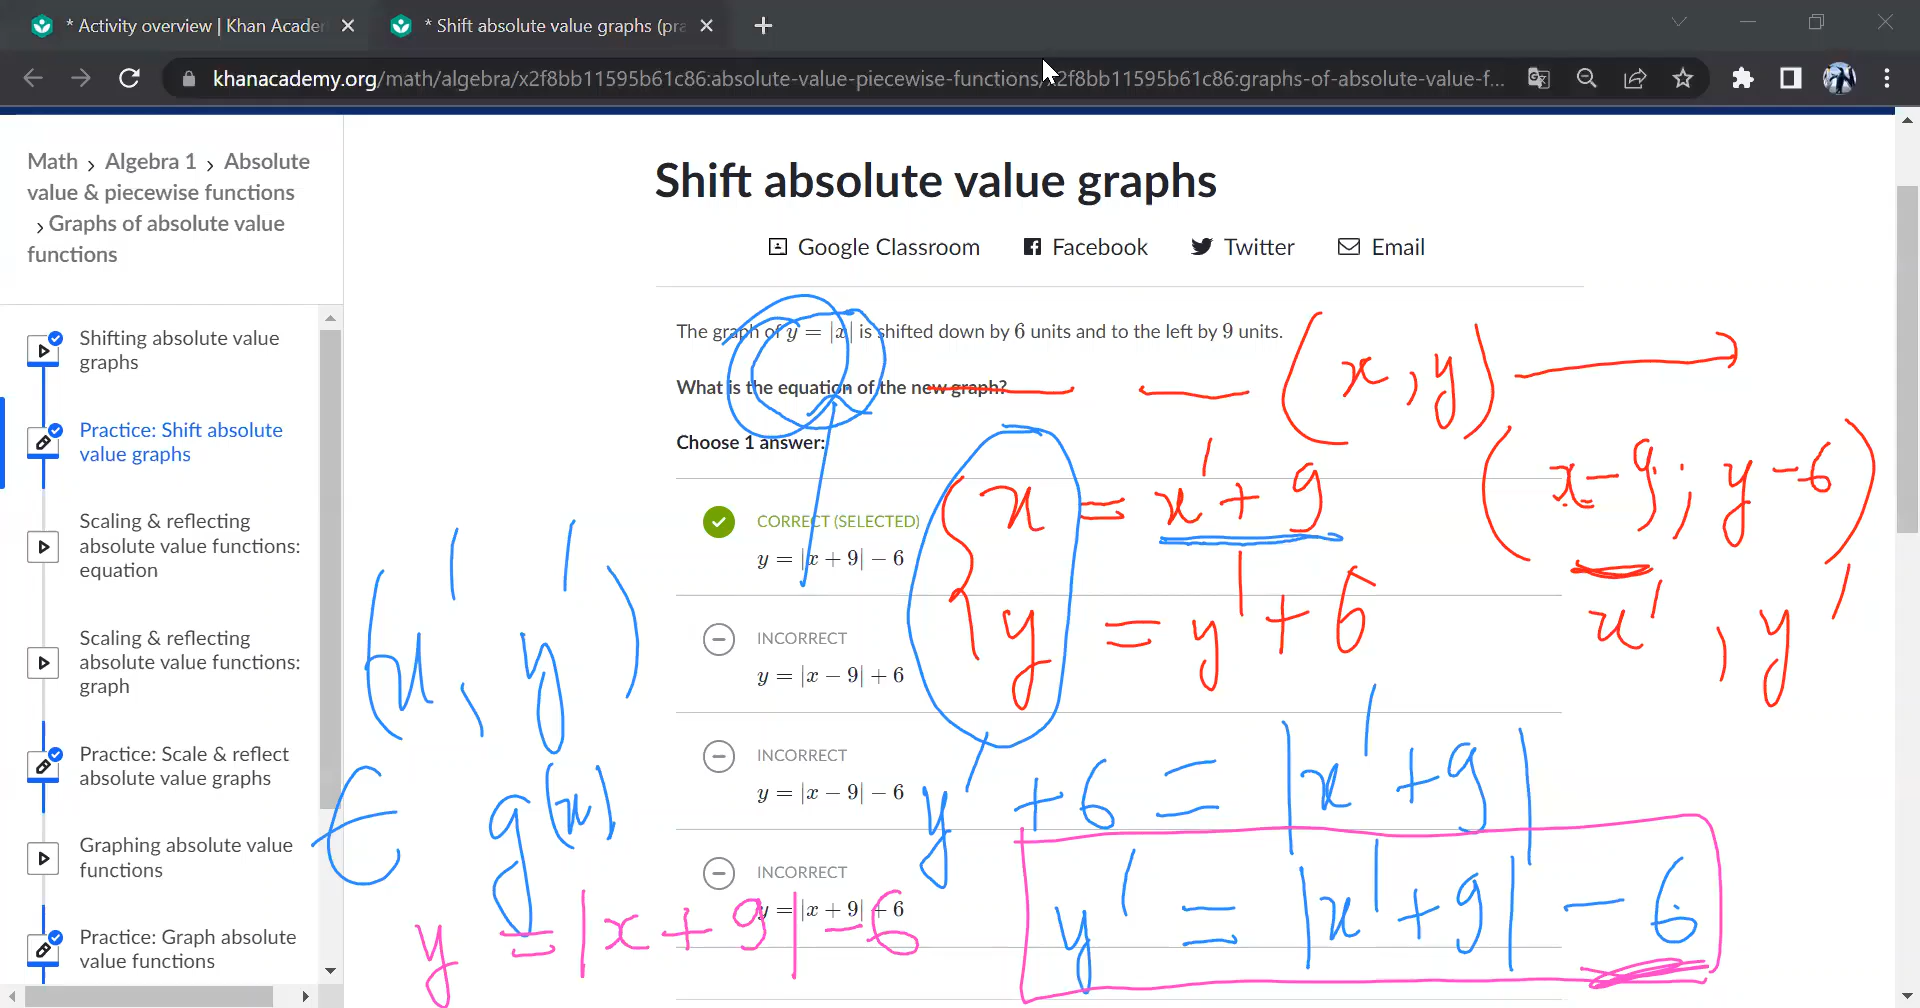 * Activity overview | Khan Acade
* Shift absolute value graphs (pra
khanacademy.org/math/algebra/x2f8bb11595b61c86:absolute-value-piecewise-functions/x2f8bb11595b61c86:graphs-of-absolute-value-f...
Math › Algebra 1 › Absolute
value & piecewise functions
› Graphs of absolute value
functions
Shifting absolute value
graphs
Practice: Shift absolute
value graphs
Scaling & reflecting
absolute value functions:
equation
Scaling & reflecting
absolute value functions:
graph
Practice: Scale & reflect
absolute value graphs
Graphing absolute value
functions
Practice: Graph absolute
value functions
Shift absolute value graphs
Google Classroom
Facebook
Twitter
Email
The graph of y = |x| is shifted down by 6 units and to the left by 9 units.
What is the equation of the new graph?
Choose 1 answer:
CORRECT (SELECTED)
y = |x + 9| − 6
INCORRECT
y = |x − 9| + 6
INCORRECT
y = |x − 9| − 6
INCORRECT
y = |x + 9| + 6
(x, y)
(x − 9; y − 6)
x', y'
x = x' + 9
y = y' + 6
(x', y')
∈ g(x)
y' + 6 = |x' + 9|
y' = |x' + 9| − 6
y = |x + 9| − 6